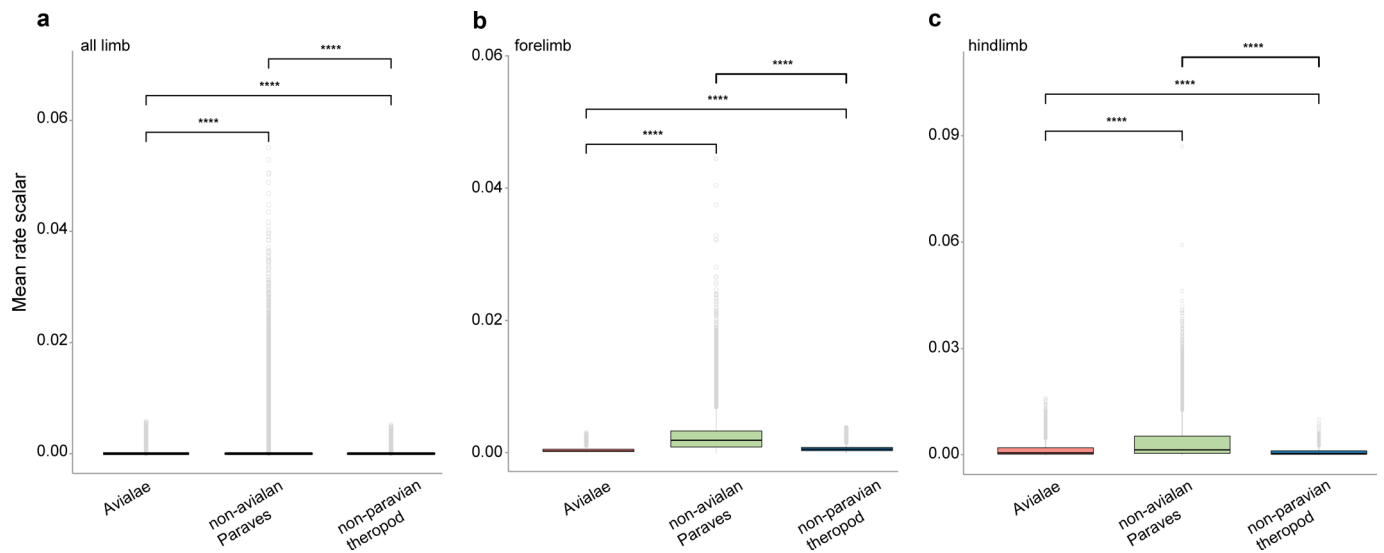 a
all limb
****
****
****
Mean rate scalar
0.06
0.04
0.02
0.00
Avialae
non-avialan
Paraves
non-paravian
theropod
b
forelimb
****
****
****
0.06
0.04
0.02
0.00
Avialae
non-avialan
Paraves
non-paravian
theropod
c
hindlimb
****
****
****
0.09
0.06
0.03
0.00
Avialae
non-avialan
Paraves
non-paravian
theropod